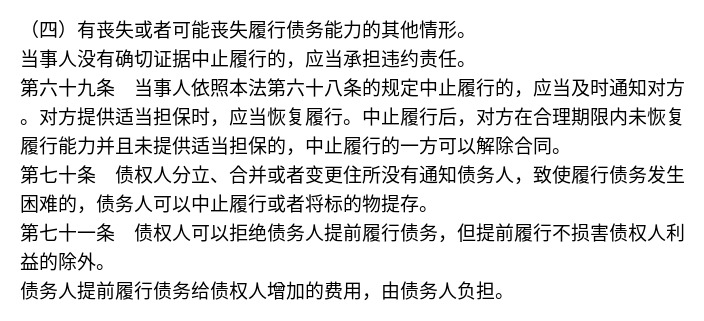 （四）有丧失或者可能丧失履行债务能力的其他情形。
当事人没有确切证据中止履行的，应当承担违约责任。
第六十九条　当事人依照本法第六十八条的规定中止履行的，应当及时通知对方
。对方提供适当担保时，应当恢复履行。中止履行后，对方在合理期限内未恢复
履行能力并且未提供适当担保的，中止履行的一方可以解除合同。
第七十条　债权人分立、合并或者变更住所没有通知债务人，致使履行债务发生
困难的，债务人可以中止履行或者将标的物提存。
第七十一条　债权人可以拒绝债务人提前履行债务，但提前履行不损害债权人利
益的除外。
债务人提前履行债务给债权人增加的费用，由债务人负担。